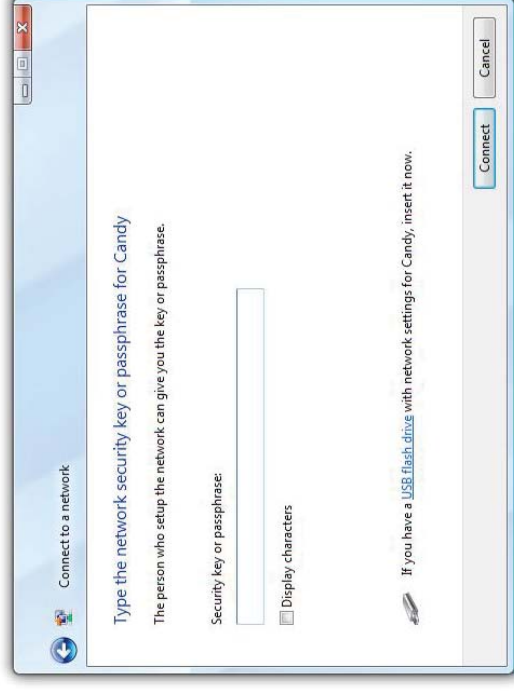 Connect to a network
Type the network security key or passphrase for Candy
The person who setup the network can give you the key or passphrase.
Security key or passphrase:
Display characters
If you have a USB flash drive with network settings for Candy, insert it now.
Connect
Cancel